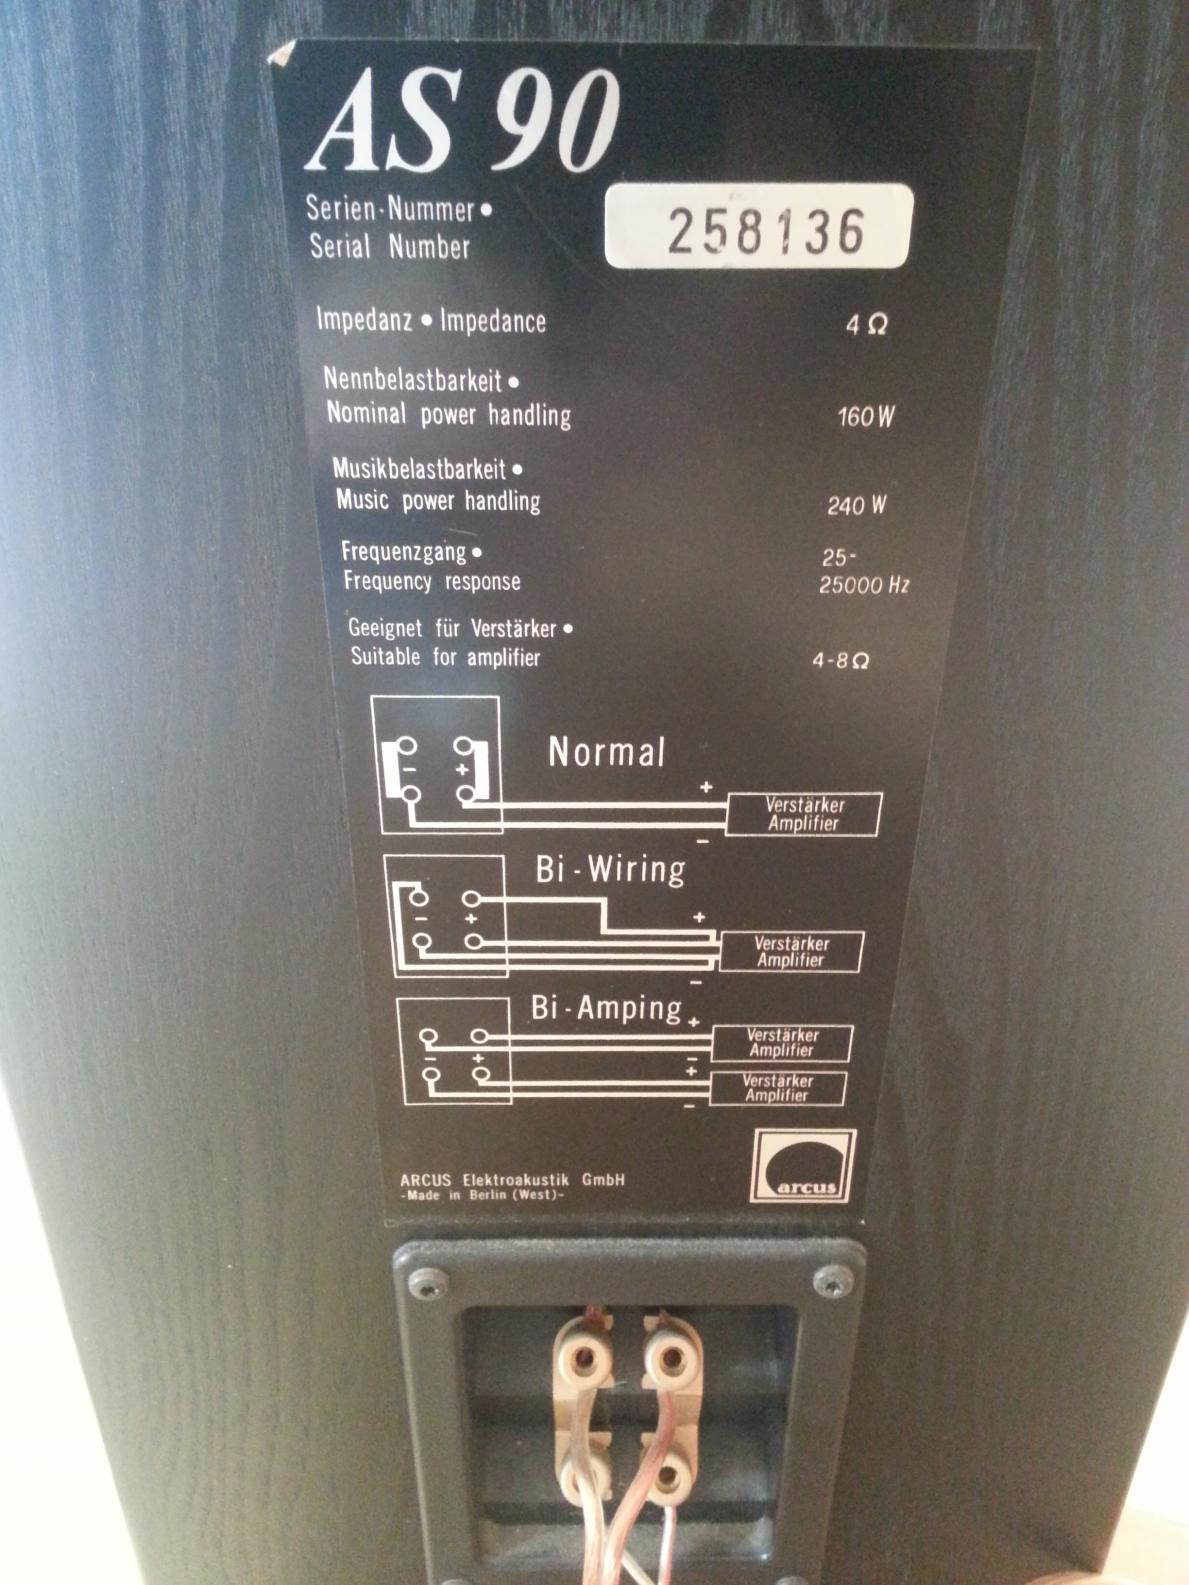 AS 90
Serien-Nummer•
Serial Number
258136
Impedanz • Impedance
4 Ω
Nennbelastbarkeit •
Nominal power handling
160 W
Musikbelastbarkeit •
Music power handling
240 W
Frequenzgang •
Frequency response
25-
25000 Hz
Geeignet für Verstärker •
Suitable for amplifier
4-8 Ω
Normal
- +
+
Verstärker
Amplifier
-
Bi-Wiring
- +
+
Verstärker
Amplifier
-
Bi-Amping
+
Verstärker
Amplifier
- +
-
+
Verstärker
Amplifier
-
ARCUS Elektroakustik GmbH
-Made in Berlin (West)-
arcus